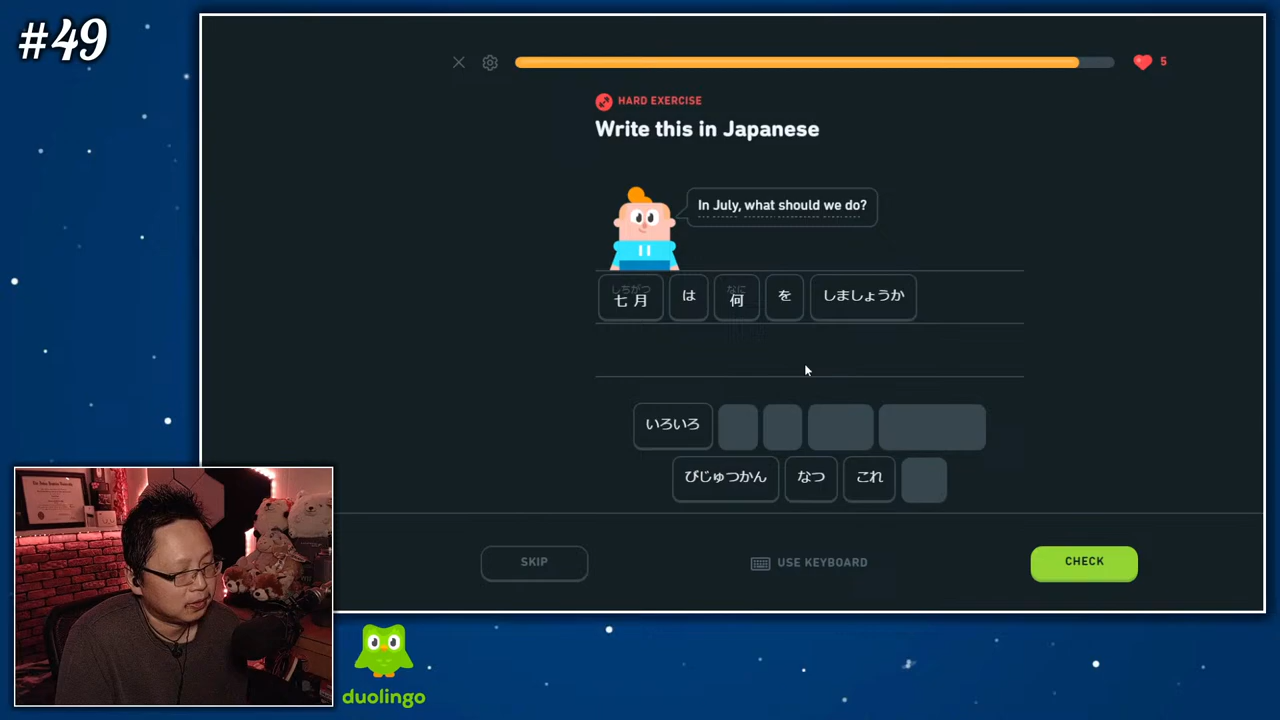 #49
5
HARD EXERCISE
Write this in Japanese
In July, what should we do?
しちがつ なに
七月 は 何 を しましょうか
いろいろ
びじゅつかん なつ これ
SKIP USE KEYBOARD CHECK
duolingo